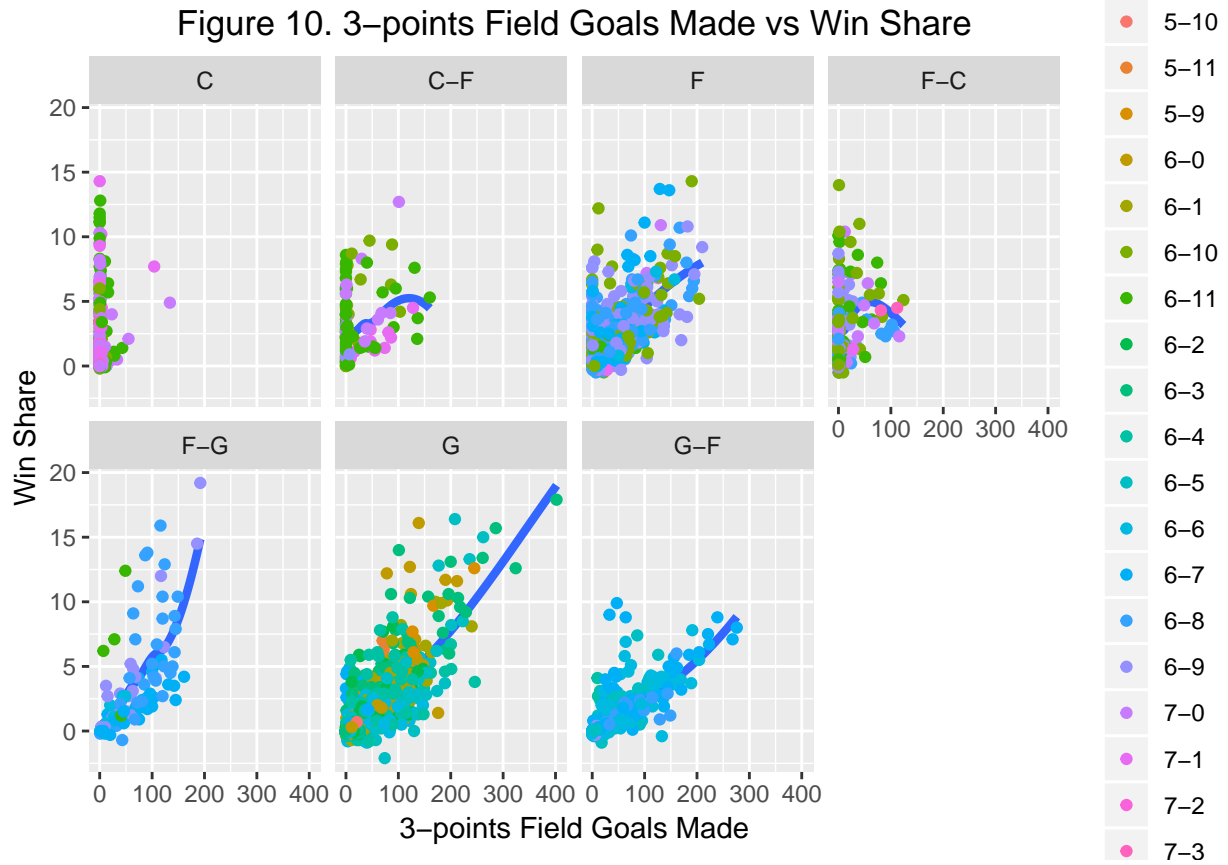 Figure 10. 3−points Field Goals Made vs Win Share
C
C−F
F
F−C
20
15
10
5
0
0 100 200 300 400
F−G
G
G−F
20
15
10
5
0
0 100 200 300 400
0 100 200 300 400
0 100 200 300 400
Win Share
3−points Field Goals Made
5−10
5−11
5−9
6−0
6−1
6−10
6−11
6−2
6−3
6−4
6−5
6−6
6−7
6−8
6−9
7−0
7−1
7−2
7−3